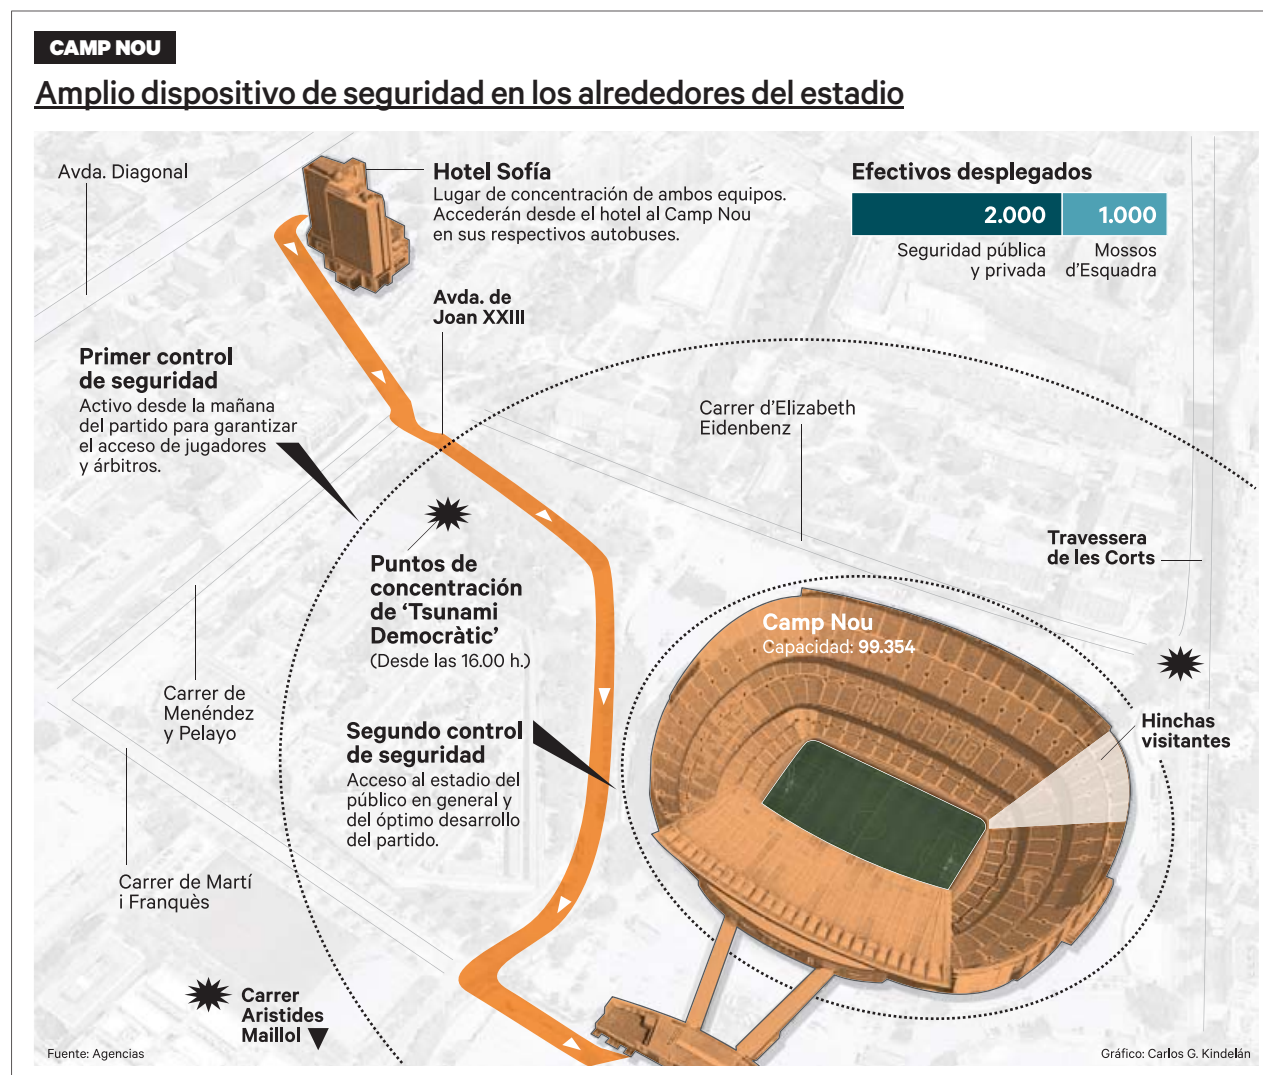 CAMP NOU
Amplio dispositivo de seguridad en los alrededores del estadio
Avda. Diagonal
Hotel Sofía
Lugar de concentración de ambos equipos.
Accederán desde el hotel al Camp Nou
en sus respectivos autobuses.
Efectivos desplegados
2.000
1.000
Seguridad pública
y privada
Mossos
d'Esquadra
Avda. de
Joan XXIII
Primer control
de seguridad
Activo desde la mañana
del partido para garantizar
el acceso de jugadores
y árbitros.
Carrer d'Elizabeth
Eidenbenz
Travessera
de les Corts
Puntos de
concentración
de 'Tsunami
Democràtic'
(Desde las 16.00 h.)
Camp Nou
Capacidad: 99.354
Carrer de
Menéndez
y Pelayo
Segundo control
de seguridad
Acceso al estadio del
público en general y
del óptimo desarrollo
del partido.
Hinchas
visitantes
Carrer de Martí
i Franquès
Carrer
Aristides
Maillol
Fuente: Agencias
Gráfico: Carlos G. Kindelán